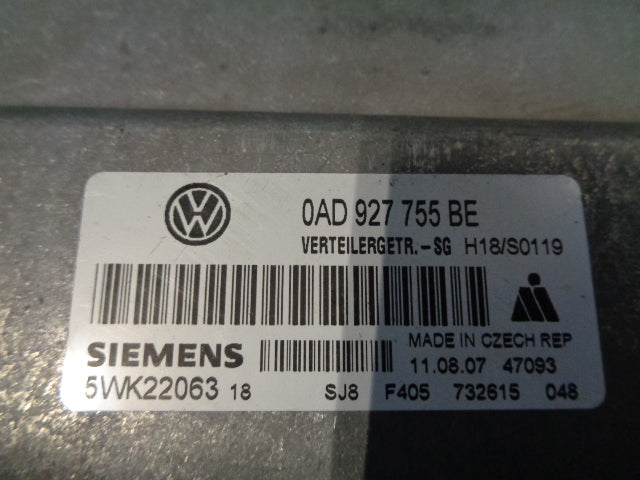 0AD 927 755 BE
VERTEILERGETR.-SG H18/S0119
MADE IN CZECH REP
SIEMENS 11.08.07 47093
5WK22063 18 SJ8 F405 732615 048